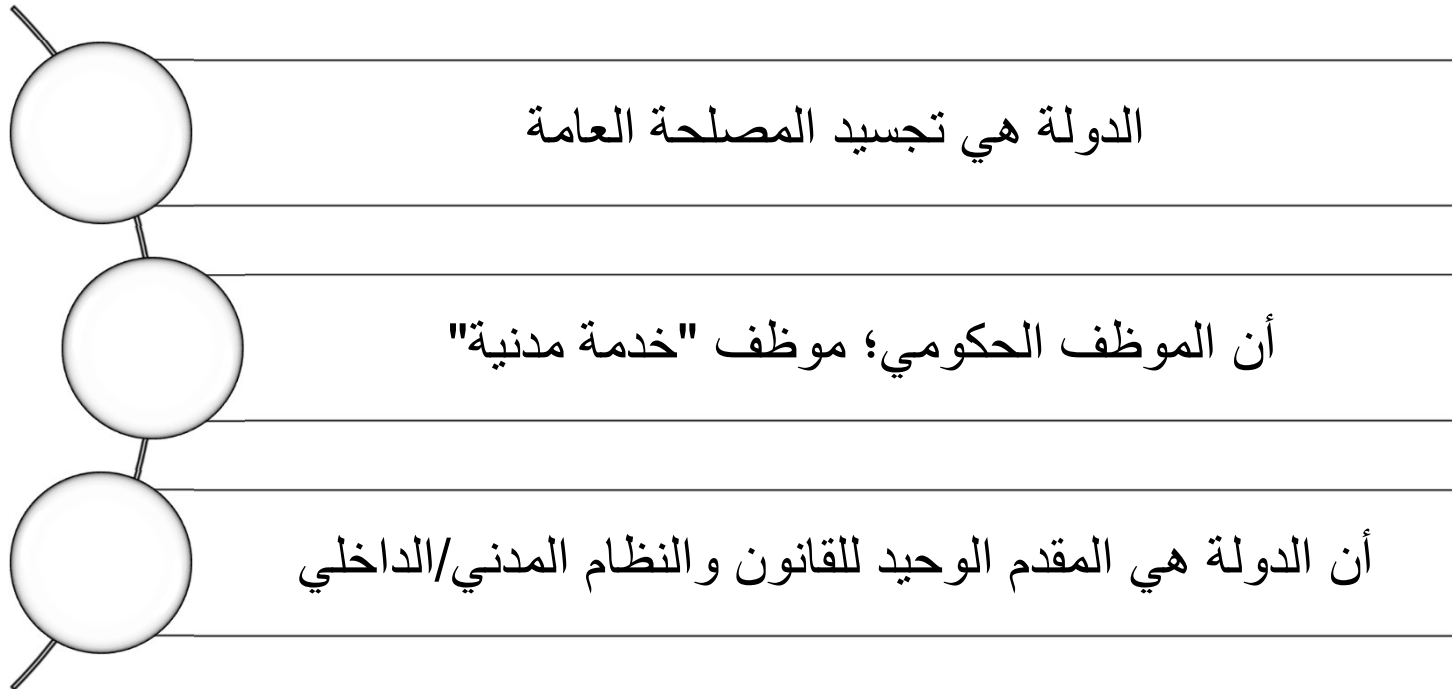 الدولة هي تجسيد المصلحة العامة
أن الموظف الحكومي؛ موظف "خدمة مدنية"
أن الدولة هي المقدم الوحيد للقانون والنظام المدني/الداخلي